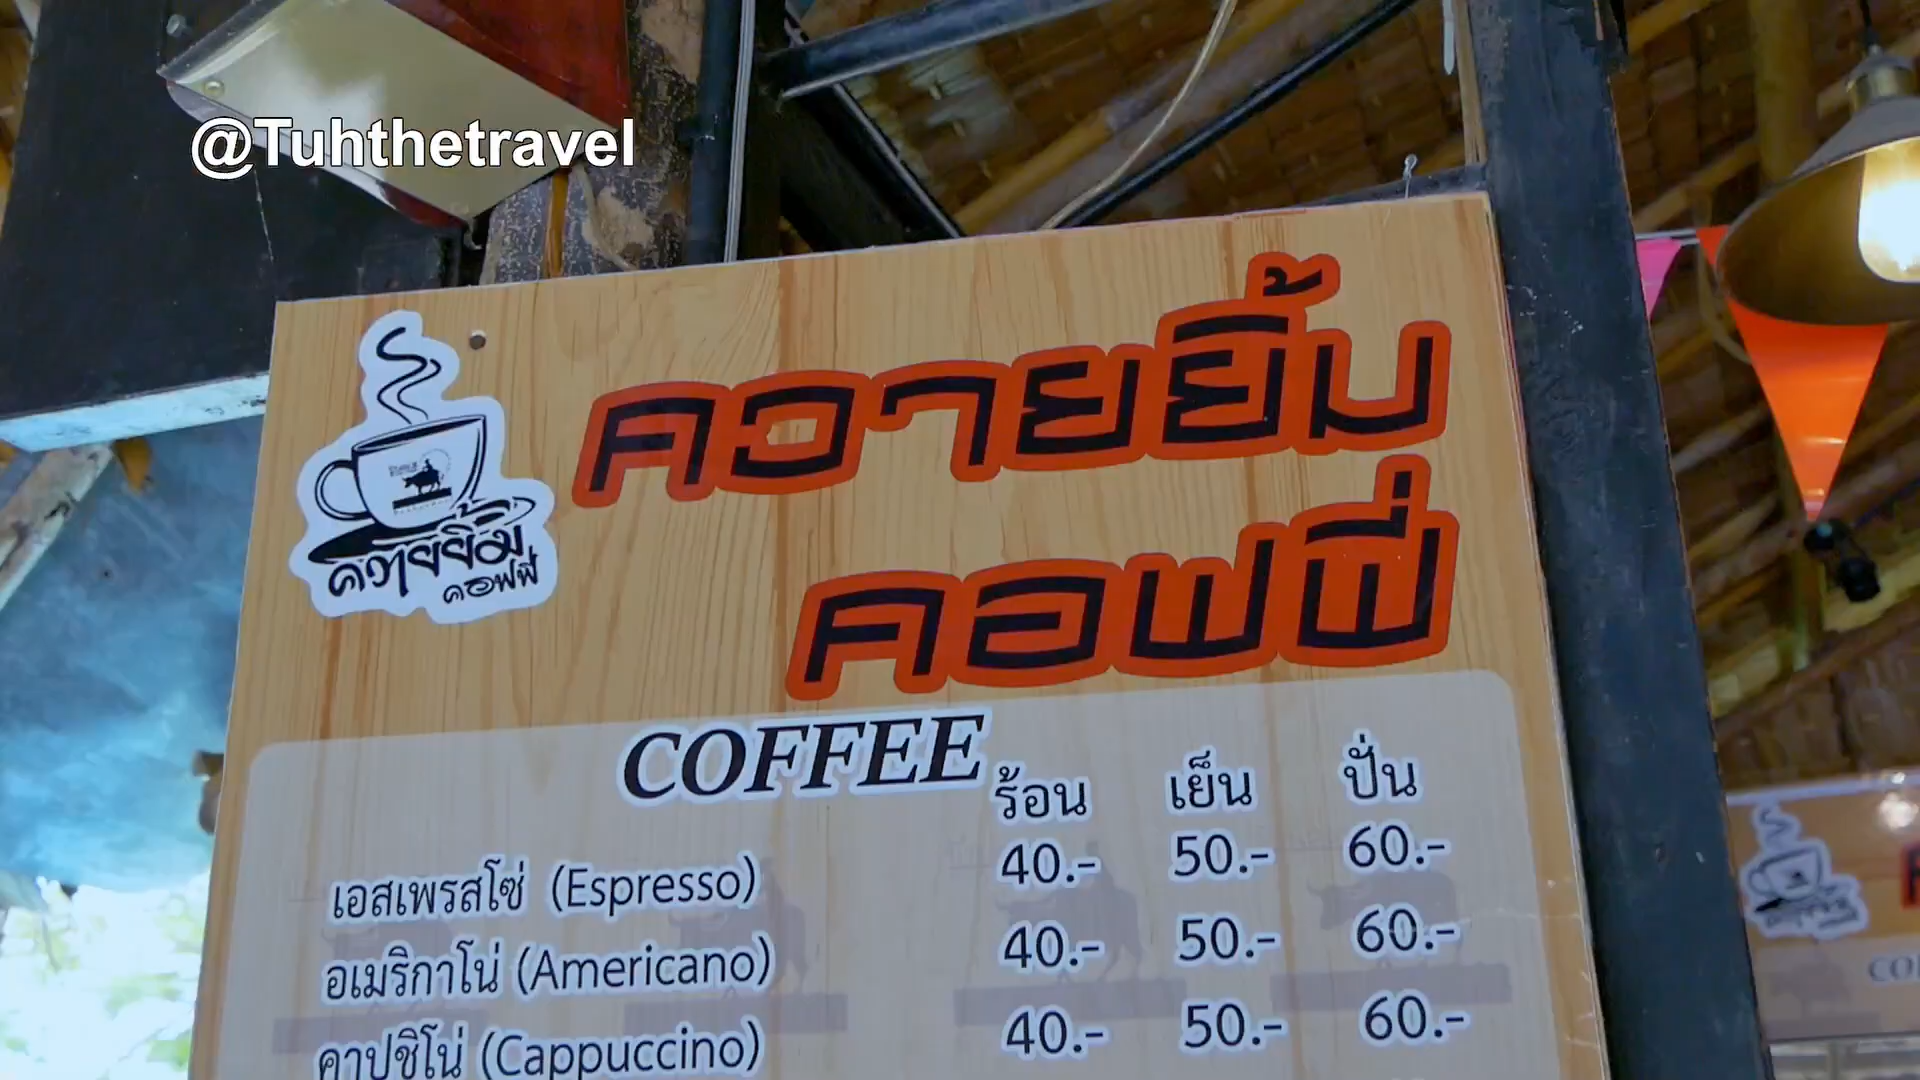 @Tuhthetravel
ควายยิ้ม
คอฟฟี่
ควายยิ้ม
คอฟฟี่
COFFEE
ร้อน เย็น ปั่น
เอสเพรสโซ่ (Espresso) 40.- 50.- 60.-
อเมริกาโน่ (Americano) 40.- 50.- 60.-
คาปูชิโน่ (Cappuccino) 40.- 50.- 60.-